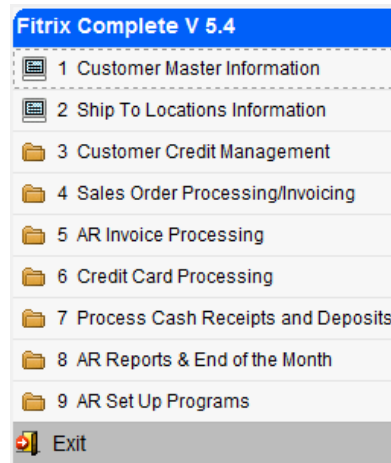 Fitrix Complete V 5.4
1 Customer Master Information
2 Ship To Locations Information
3 Customer Credit Management
4 Sales Order Processing/Invoicing
5 AR Invoice Processing
6 Credit Card Processing
7 Process Cash Receipts and Deposits
8 AR Reports & End of the Month
9 AR Set Up Programs
Exit